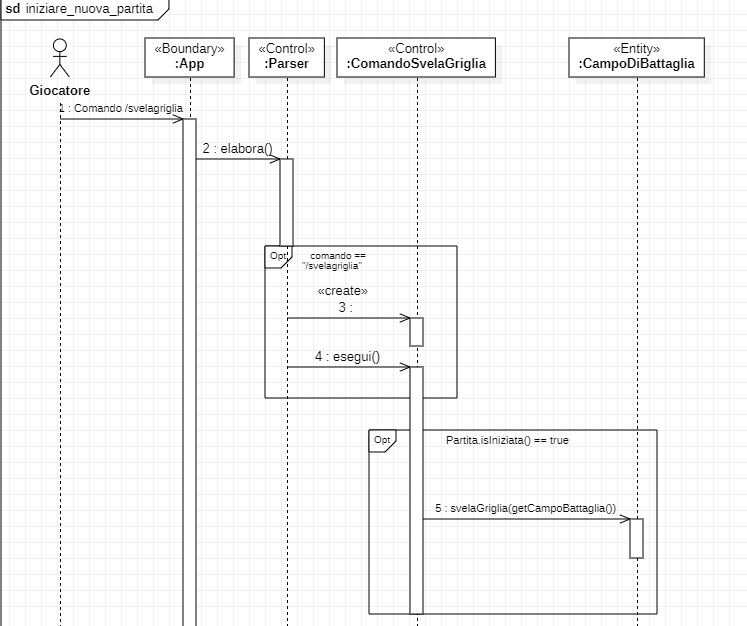 sd iniziare_nuova_partita
«Boundary»
:App
«Control»
:Parser
«Control»
:ComandoSvelaGriglia
«Entity»
:CampoDiBattaglia
Giocatore
1 : Comando /svelagriglia
2 : elabora()
Opt
comando ==
"/svelagriglia"
«create»
3 :
4 : esegui()
Opt
Partita.isIniziata() == true
5 : svelaGriglia(getCampoBattaglia())